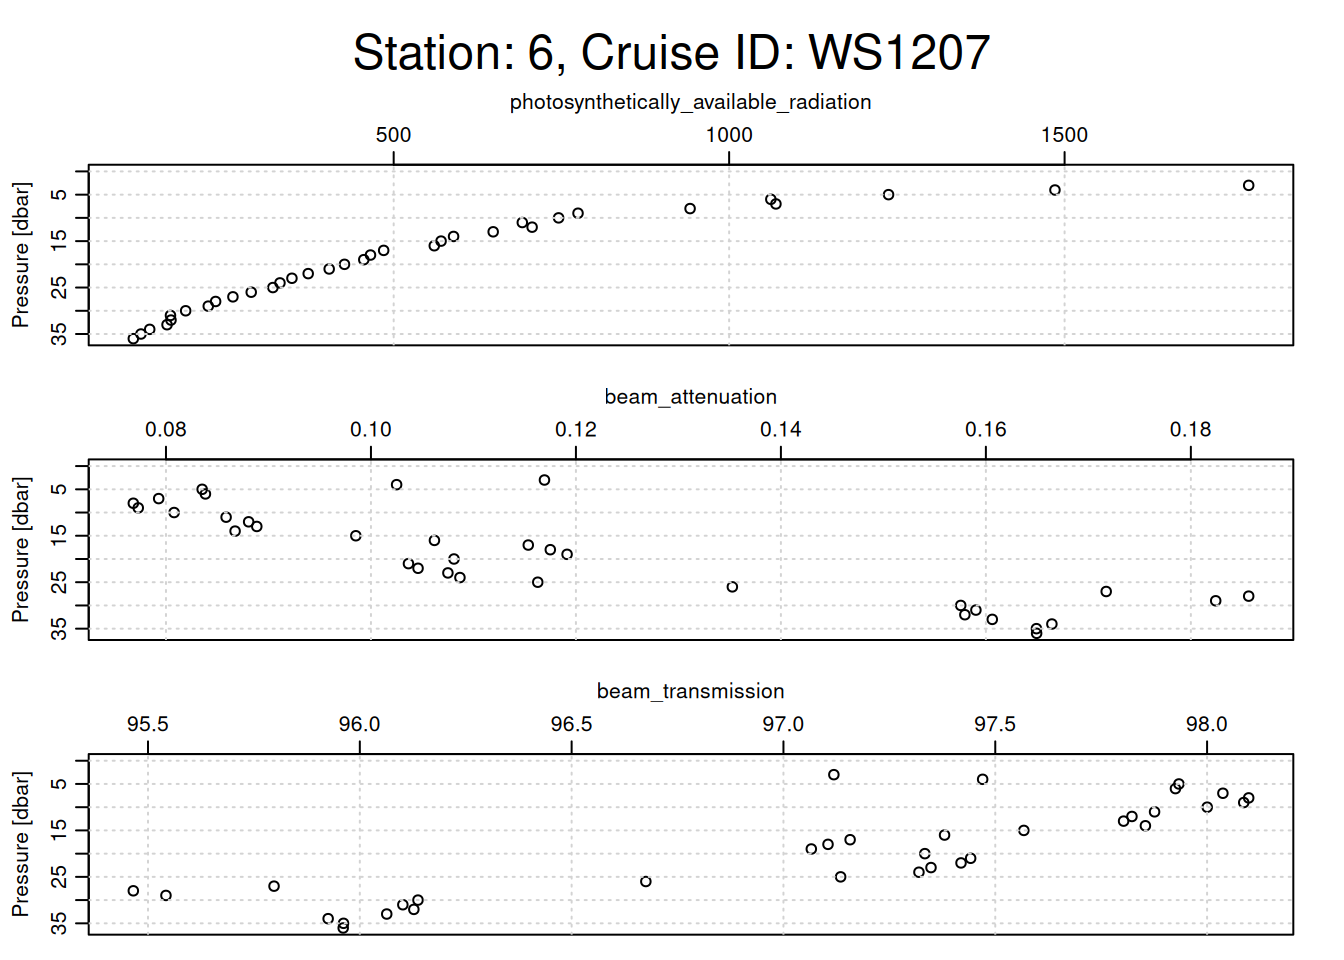 Station: 6, Cruise ID: WS1207
photosynthetically_available_radiation
500 1000 1500
Pressure [dbar]
5
15
25
35
beam_attenuation
0.08 0.10 0.12 0.14 0.16 0.18
Pressure [dbar]
5
15
25
35
beam_transmission
95.5 96.0 96.5 97.0 97.5 98.0
Pressure [dbar]
5
15
25
35